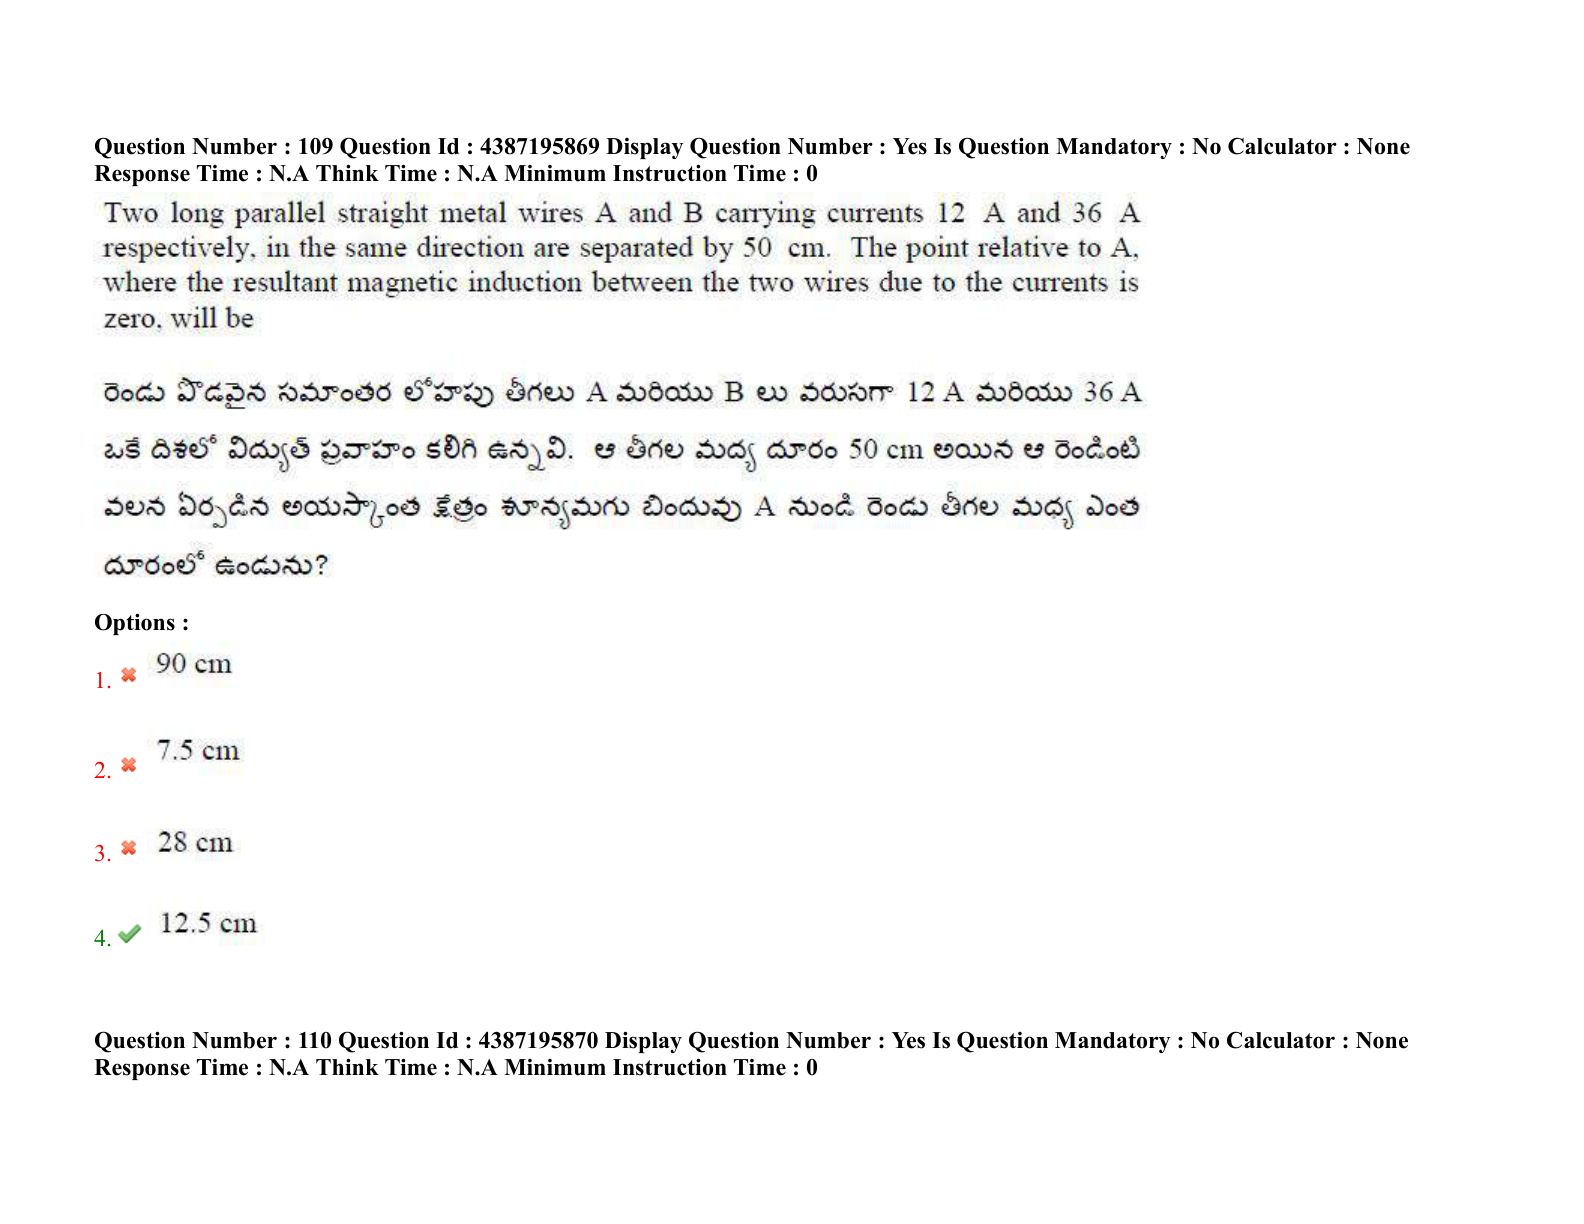 Question Number : 109 Question Id : 4387195869 Display Question Number : Yes Is Question Mandatory : No Calculator : None
Response Time : N.A Think Time : N.A Minimum Instruction Time : 0
Two long parallel straight metal wires A and B carrying currents 12 A and 36 A
respectively, in the same direction are separated by 50 cm. The point relative to A,
where the resultant magnetic induction between the two wires due to the currents is
zero, will be
రెండు పొడవైన సమాంతర లోహపు తీగలు A మరియు B లు వరుసగా 12 A మరియు 36 A
ఒకే దిశలో విద్యుత్ ప్రవాహం కలిగి ఉన్నవి. ఆ తీగల మద్య దూరం 50 cm అయిన ఆ రెండింటి
వలన ఏర్పడిన అయస్కాంత క్షేత్రం శూన్యమగు బిందువు A నుండి రెండు తీగల మధ్య ఎంత
దూరంలో ఉండును?
Options :
1. 90 cm
2. 7.5 cm
3. 28 cm
4. 12.5 cm
Question Number : 110 Question Id : 4387195870 Display Question Number : Yes Is Question Mandatory : No Calculator : None
Response Time : N.A Think Time : N.A Minimum Instruction Time : 0